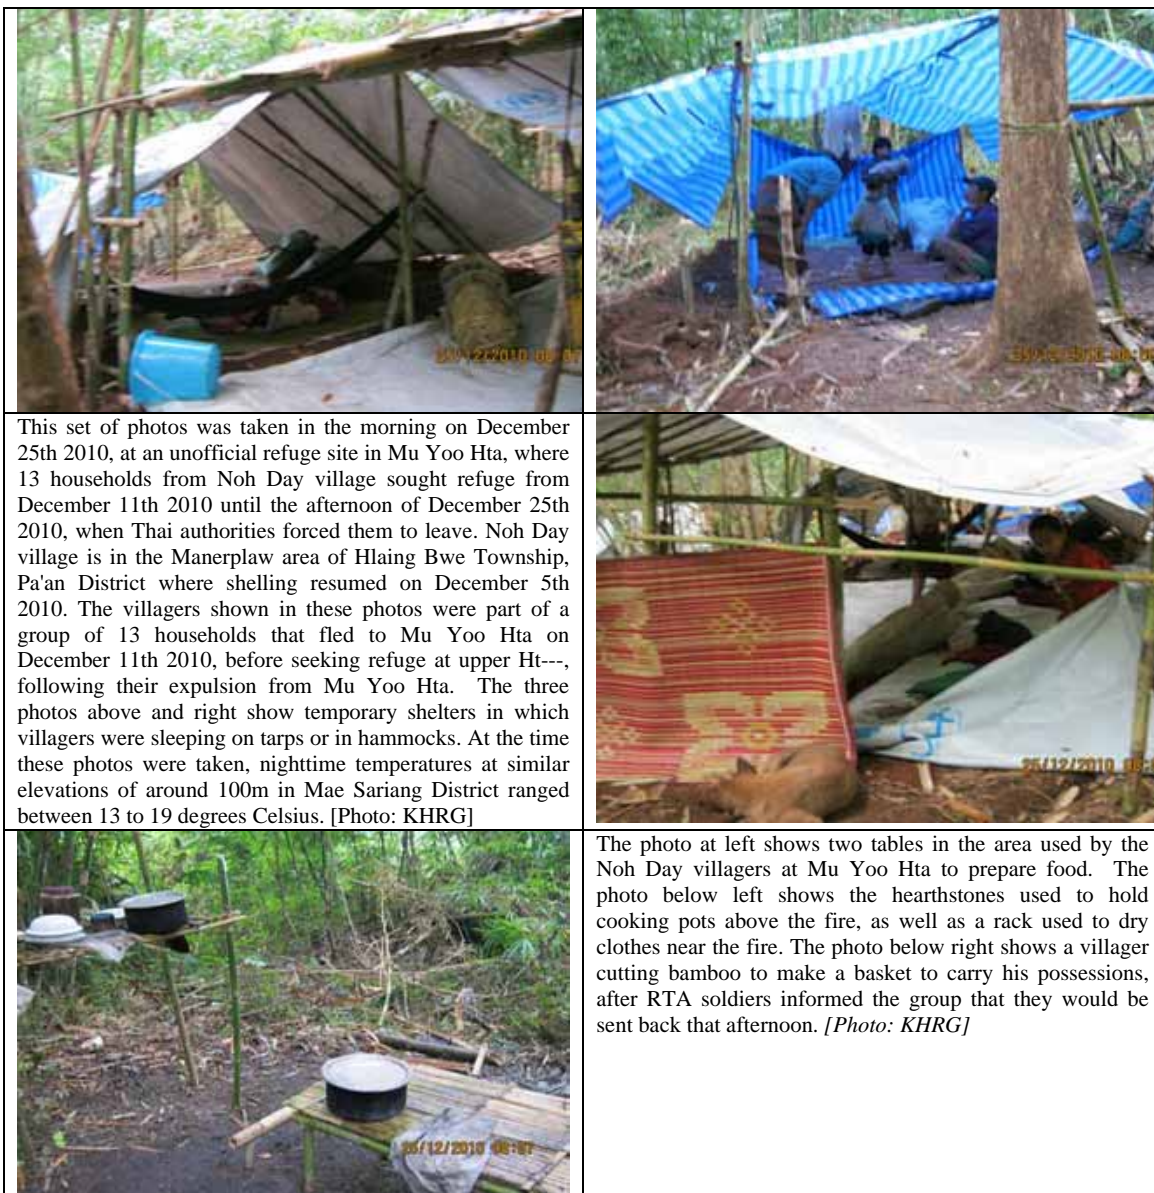 This set of photos was taken in the morning on December
25th 2010, at an unofficial refuge site in Mu Yoo Hta, where
13 households from Noh Day village sought refuge from
December 11th 2010 until the afternoon of December 25th
2010, when Thai authorities forced them to leave. Noh Day
village is in the Manerplaw area of Hlaing Bwe Township,
Pa'an District where shelling resumed on December 5th
2010. The villagers shown in these photos were part of a
group of 13 households that fled to Mu Yoo Hta on
December 11th 2010, before seeking refuge at upper Ht---,
following their expulsion from Mu Yoo Hta. The three
photos above and right show temporary shelters in which
villagers were sleeping on tarps or in hammocks. At the time
these photos were taken, nighttime temperatures at similar
elevations of around 100m in Mae Sariang District ranged
between 13 to 19 degrees Celsius. [Photo: KHRG]
25/12/2010
25/12/2010 08:07
The photo at left shows two tables in the area used by the
Noh Day villagers at Mu Yoo Hta to prepare food. The
photo below left shows the hearthstones used to hold
cooking pots above the fire, as well as a rack used to dry
clothes near the fire. The photo below right shows a villager
cutting bamboo to make a basket to carry his possessions,
after RTA soldiers informed the group that they would be
sent back that afternoon. [Photo: KHRG]